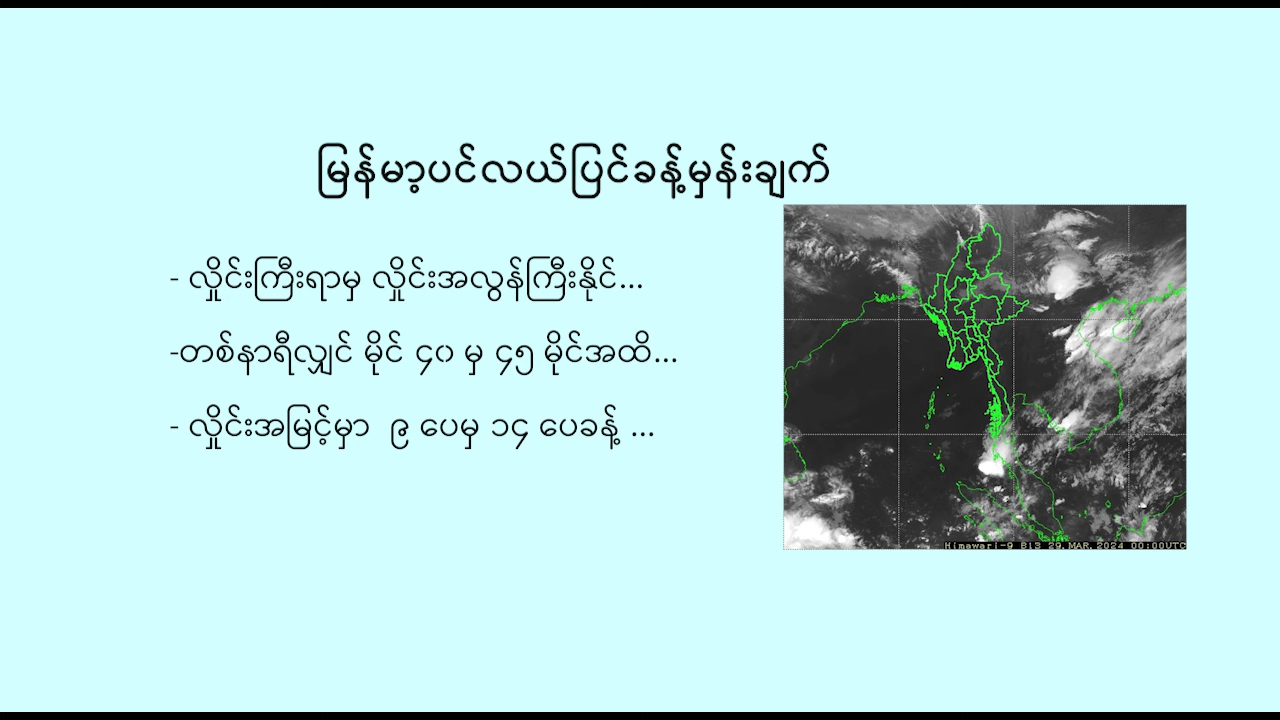 မြန်မာ့ပင်လယ်ပြင်ခန့်မှန်းချက်
- လှိုင်းကြီးရာမှ လှိုင်းအလွန်ကြီးနိုင်...
-တစ်နာရီလျှင် မိုင် ၄၀ မှ ၄၅ မိုင်အထိ...
- လှိုင်းအမြင့်မှာ ၉ ပေမှ ၁၄ ပေခန့် ...
Himawari-9 B13 29.MAR.2024 00:00UTC